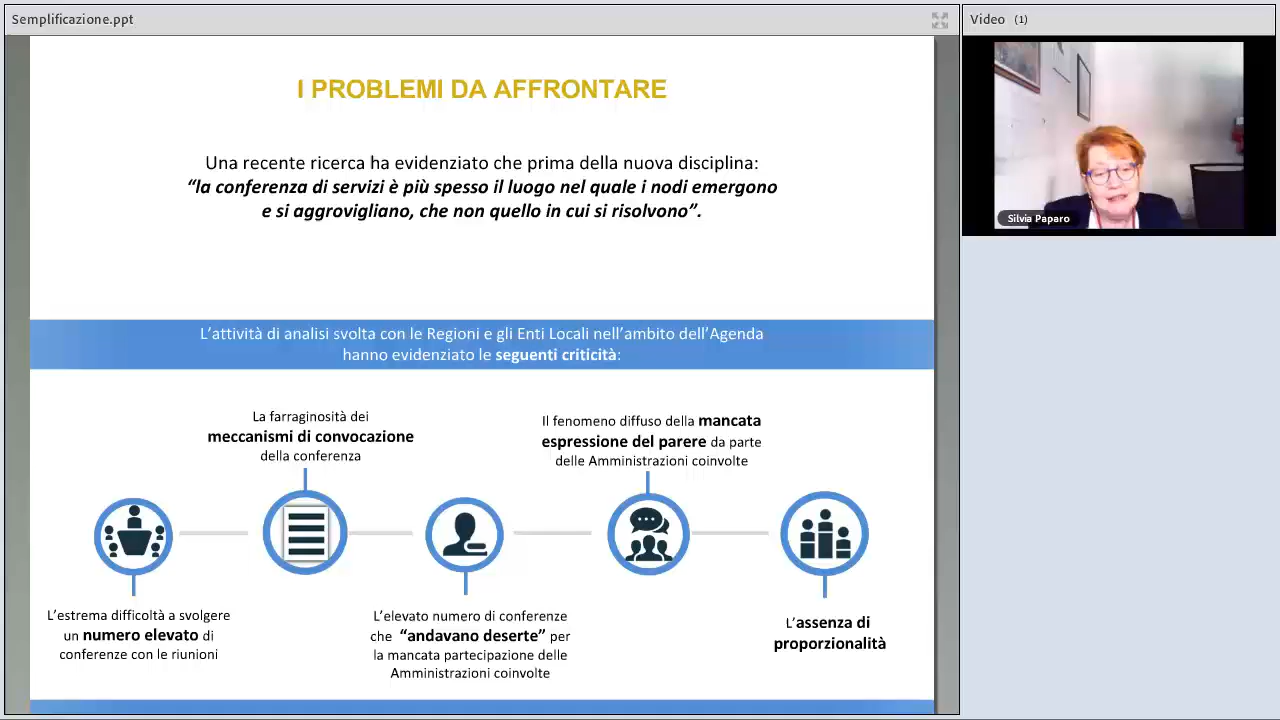 Semplificazione.ppt
Video (1)
I PROBLEMI DA AFFRONTARE
Una recente ricerca ha evidenziato che prima della nuova disciplina:
“la conferenza di servizi è più spesso il luogo nel quale i nodi emergono
e si aggrovigliano, che non quello in cui si risolvono”.
Silvia Paparo
L’attività di analisi svolta con le Regioni e gli Enti Locali nell’ambito dell’Agenda
hanno evidenziato le seguenti criticità:
La farraginosità dei
meccanismi di convocazione
della conferenza
Il fenomeno diffuso della mancata
espressione del parere da parte
delle Amministrazioni coinvolte
L’estrema difficoltà a svolgere
un numero elevato di
conferenze con le riunioni
L’elevato numero di conferenze
che “andavano deserte” per
la mancata partecipazione delle
Amministrazioni coinvolte
L’assenza di
proporzionalità